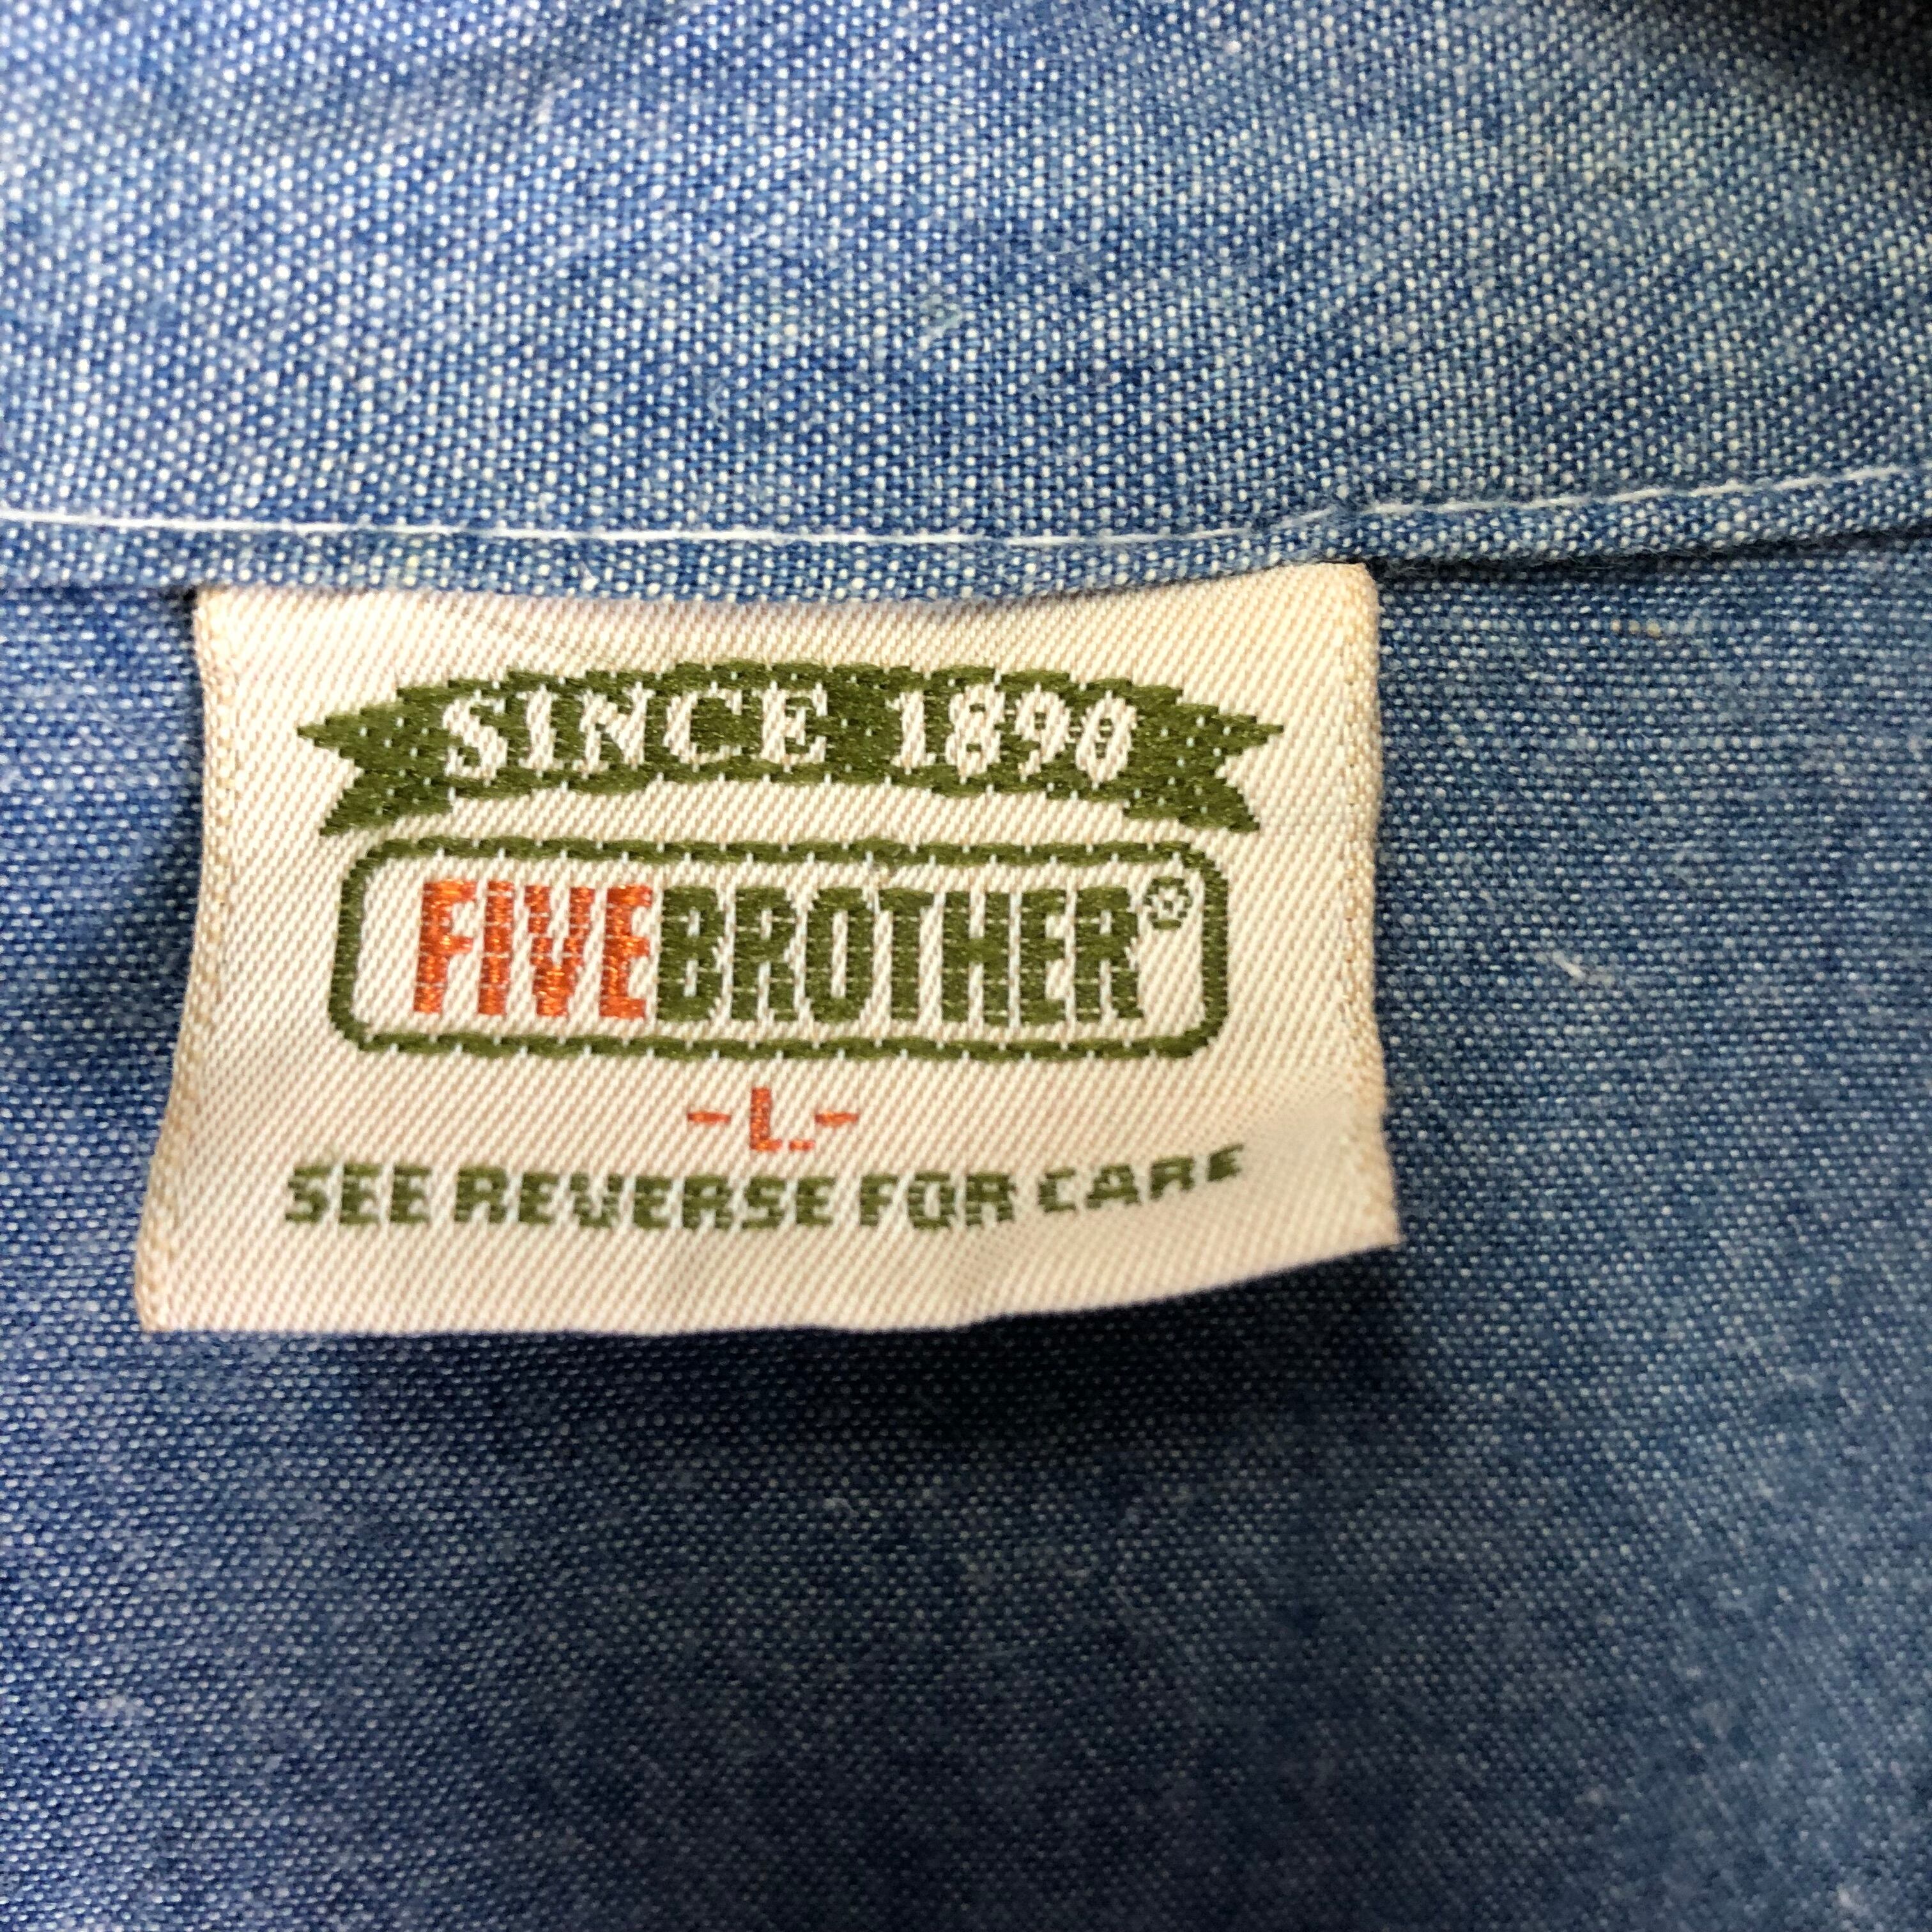 SINCE 1890
FIVEBROTHER®
-L.-
SEE REVERSE FOR CARE